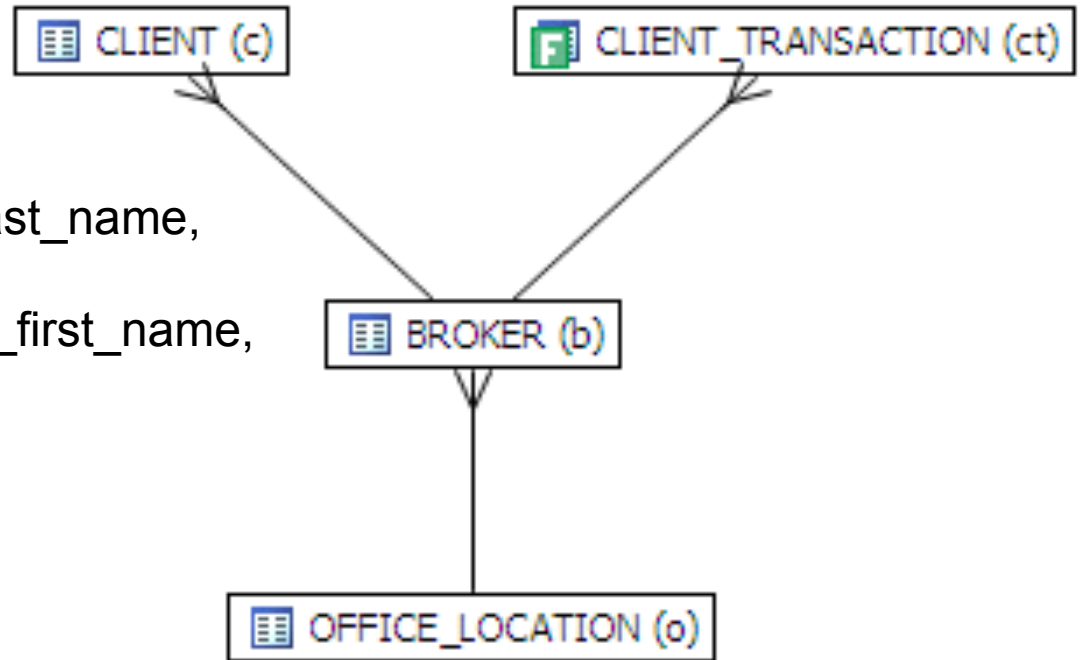 CLIENT (c)
CLIENT_TRANSACTION (ct)
ast_name,
_first_name,
BROKER (b)
OFFICE_LOCATION (o)